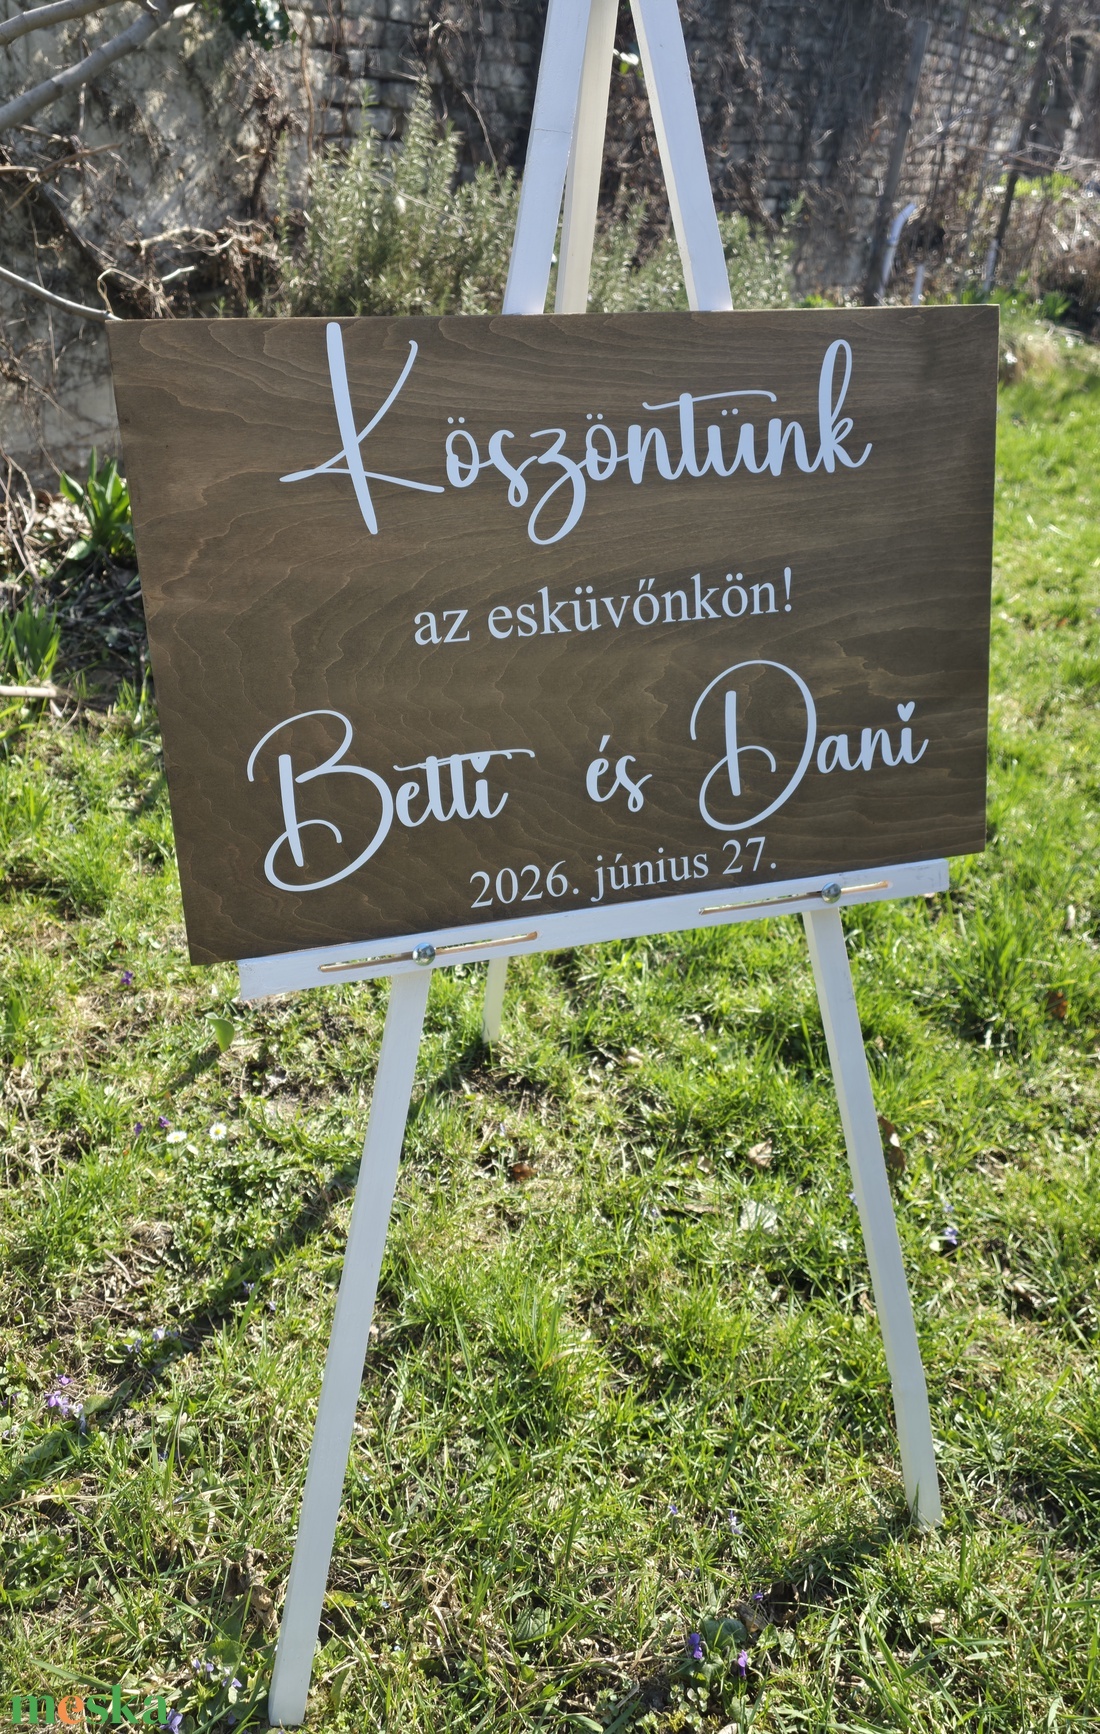 Köszöntünk
az esküvőnkön!
Betti és Dani
2026. június 27.
meska